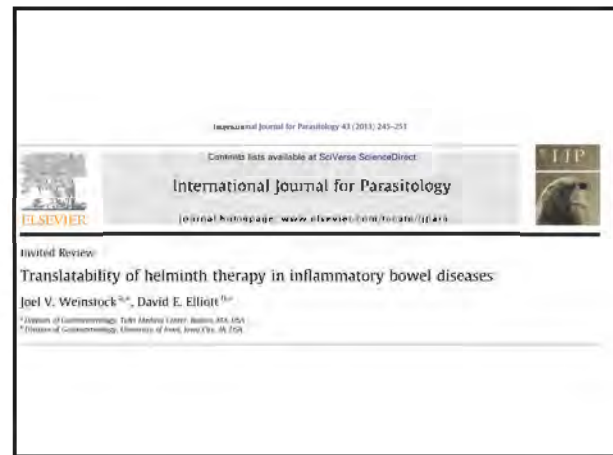 International Journal for Parasitology 43 (2013) 245–251
Contents lists available at SciVerse ScienceDirect
International Journal for Parasitology
journal homepage: www.elsevier.com/locate/ijpara
ELSEVIER
IJP
Invited Review
Translatability of helminth therapy in inflammatory bowel diseases
Joel V. Weinstock a,*, David E. Elliott b,*
a Division of Gastroenterology, Tufts Medical Center, Boston, MA, USA
b Division of Gastroenterology, University of Iowa, Iowa City, IA, USA